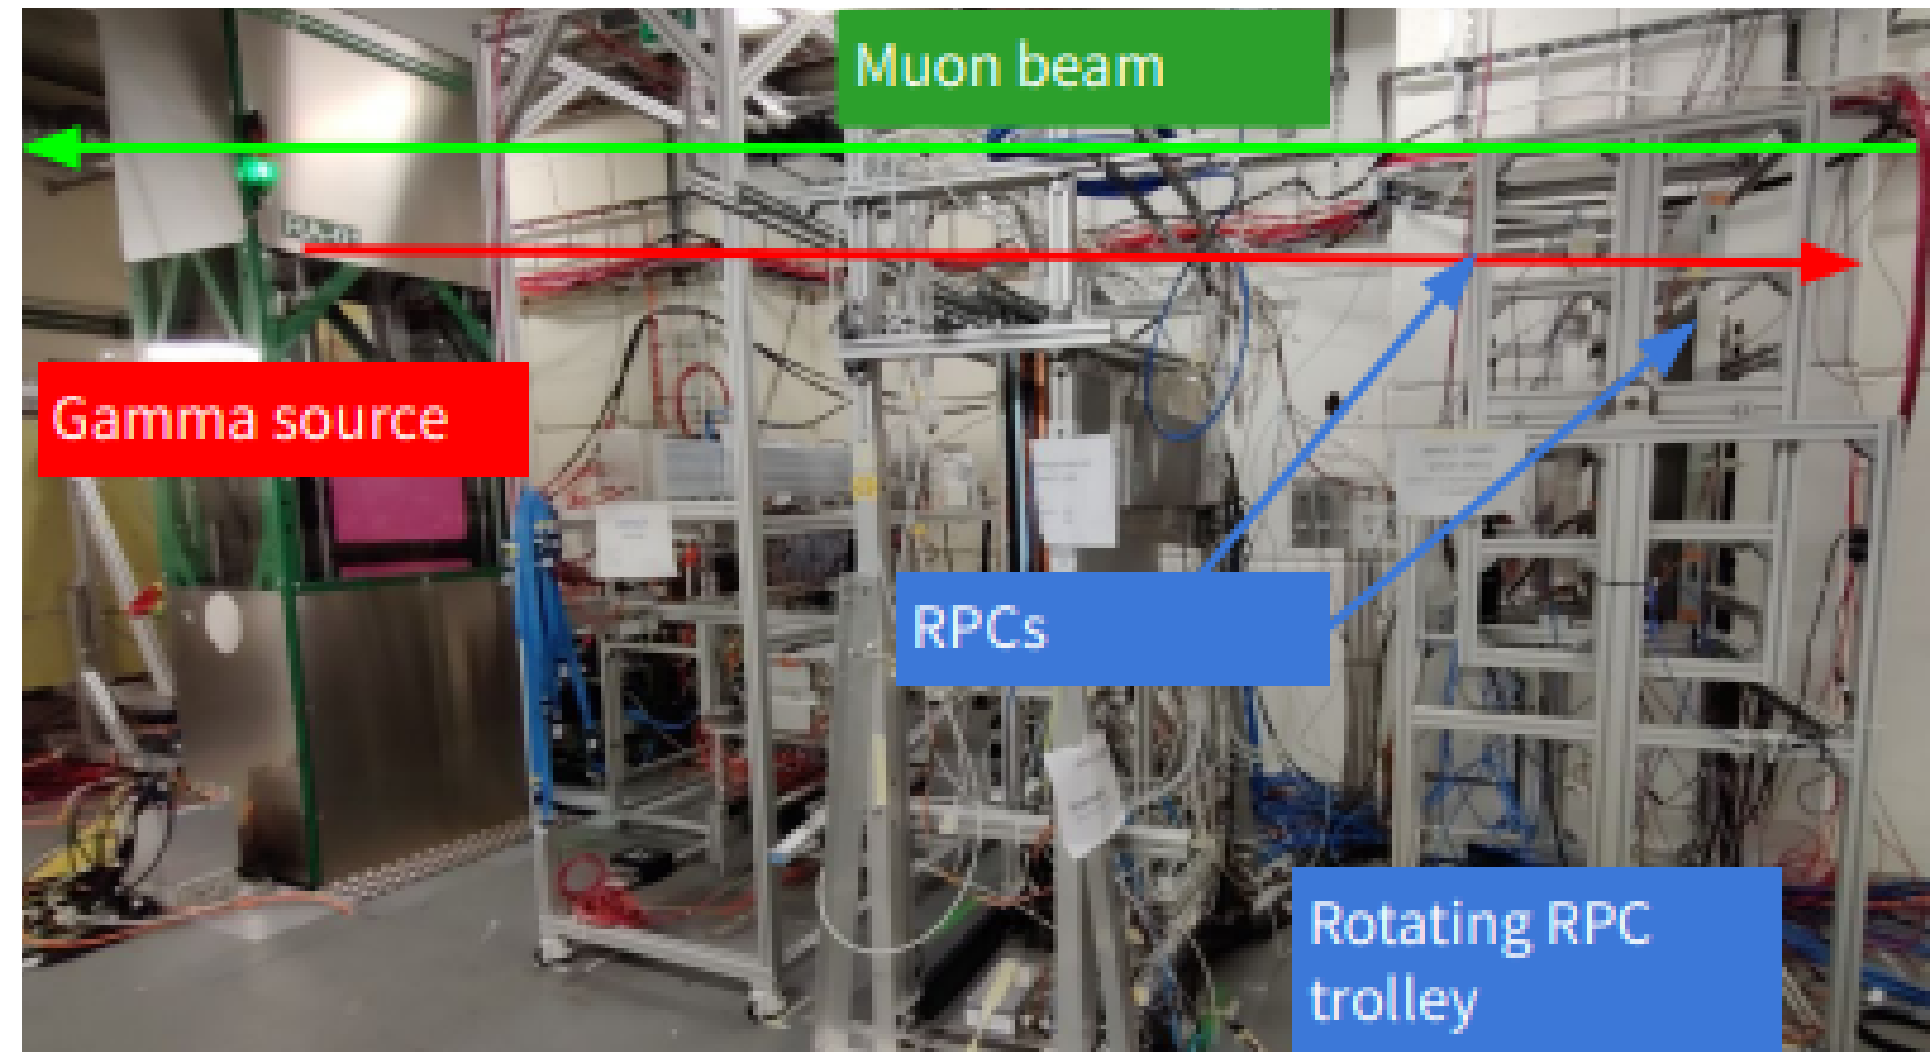 Muon beam
Gamma source
RPCs
Rotating RPC
trolley